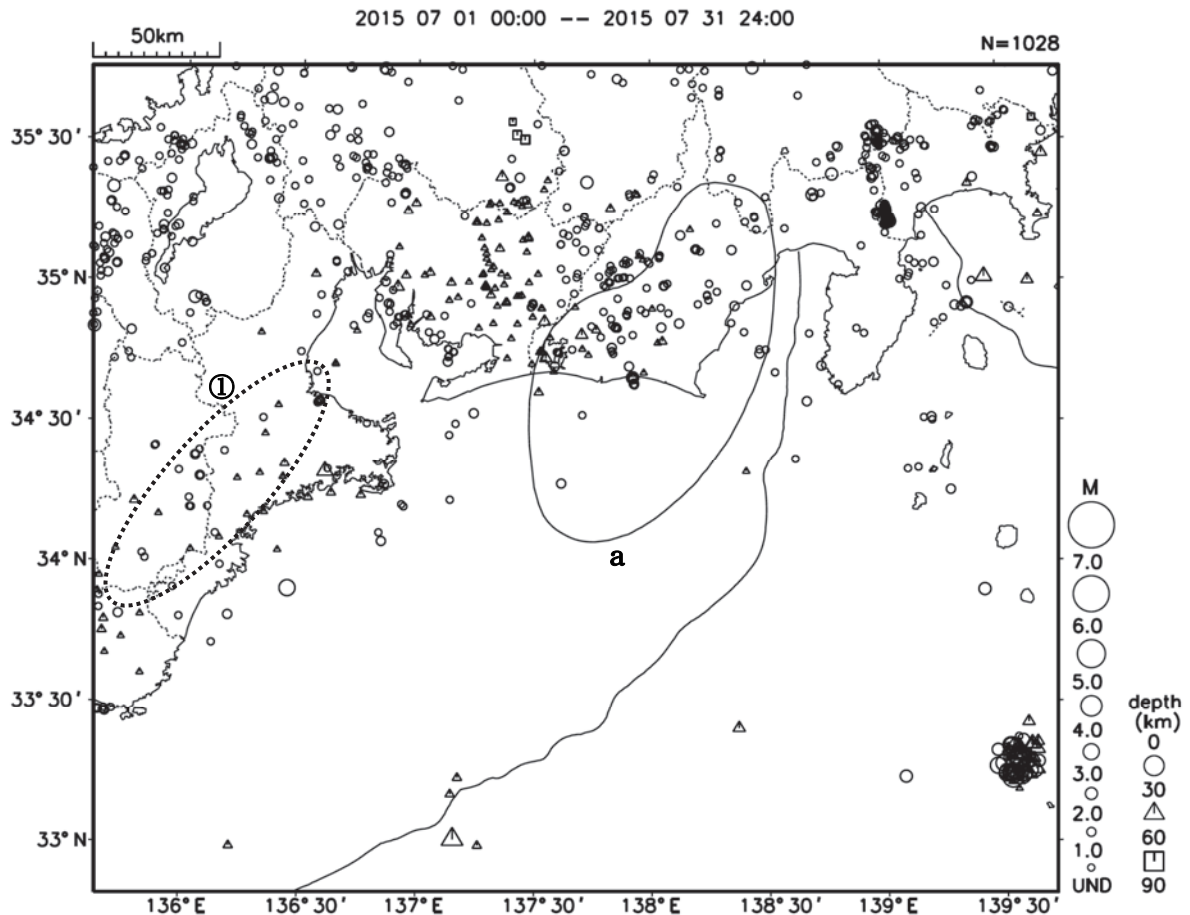 2015 07 01 00:00 -- 2015 07 31 24:00
50km
N=1028
35°30′
35°N
34°30′
34°N
33°30′
33°N
①
a
M
7.0
6.0
5.0
4.0
3.0
2.0
1.0
UND
depth
(km)
0
30
60
90
136°E
136°30′
137°E
137°30′
138°E
138°30′
139°E
139°30′